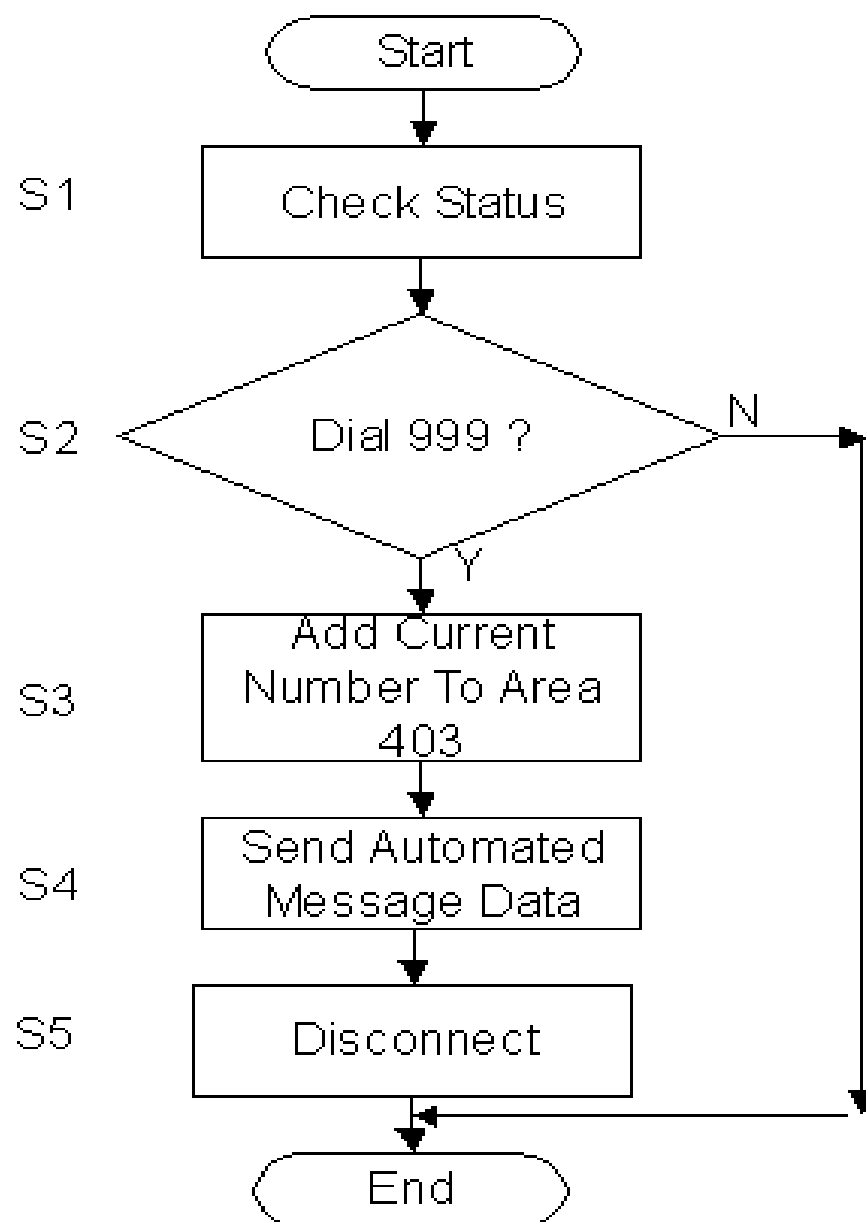 Start
S1
Check Status
S2
Dial 999 ?
N
Y
S3
Add Current
Number To Area
403
S4
Send Automated
Message Data
S5
Disconnect
End